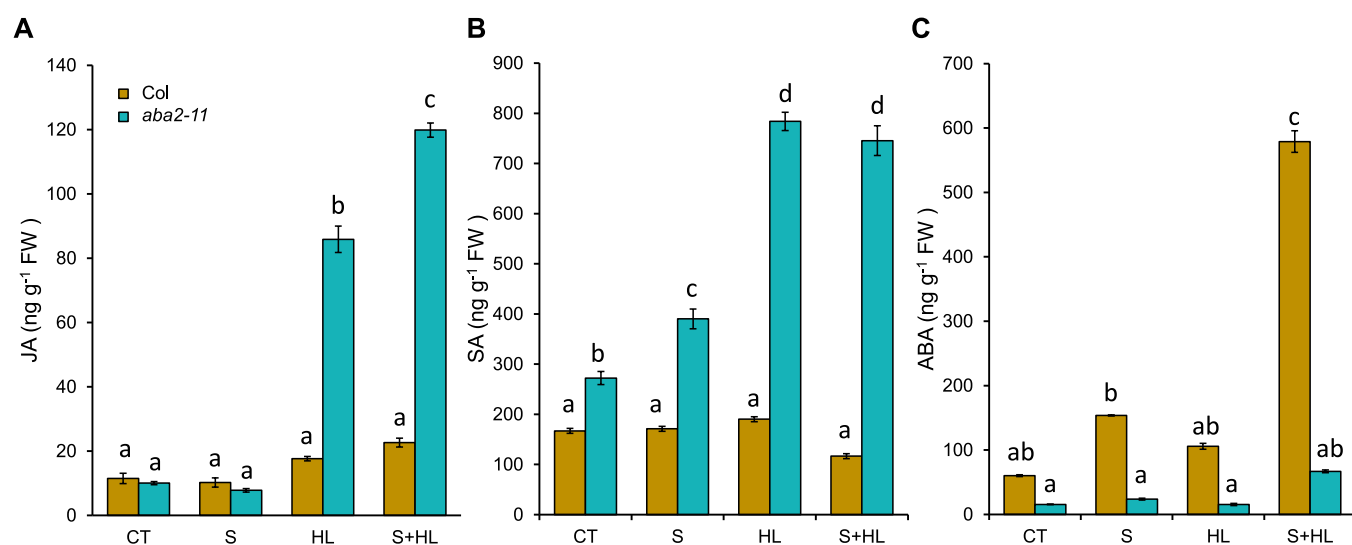 A
B
C
JA (ng g⁻¹ FW )
140
120
100
80
60
40
20
0
Col
aba2-11
a
a
a
a
a
b
a
c
CT
S
HL
S+HL
SA (ng g⁻¹ FW )
900
800
700
600
500
400
300
200
100
0
a
b
a
c
a
d
a
d
CT
S
HL
S+HL
ABA (ng g⁻¹ FW )
700
600
500
400
300
200
100
0
ab
a
b
a
ab
a
c
ab
CT
S
HL
S+HL